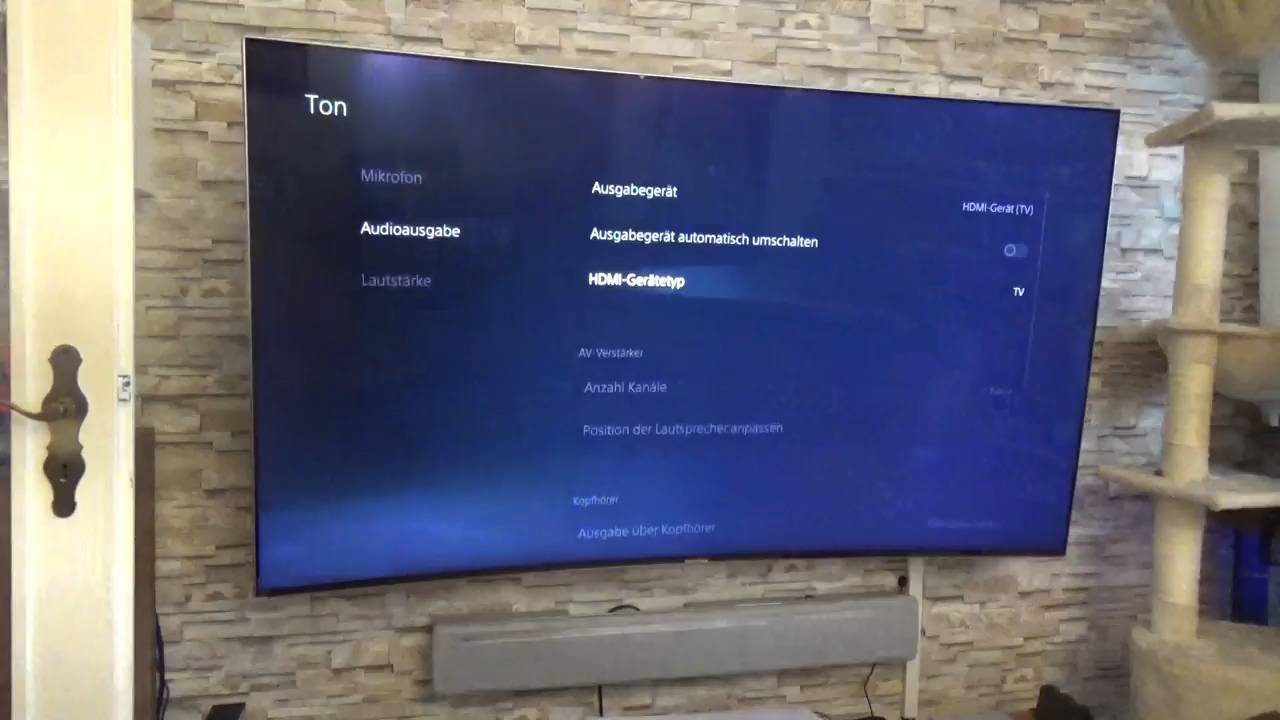 Ton
Mikrofon
Audioausgabe
Lautstärke
Ausgabegerät
HDMI-Gerät (TV)
Ausgabegerät automatisch umschalten
HDMI-Gerätetyp
TV
AV-Verstärker
Anzahl Kanäle
Position der Lautsprecher anpassen
Kopfhörer
Ausgabe über Kopfhörer